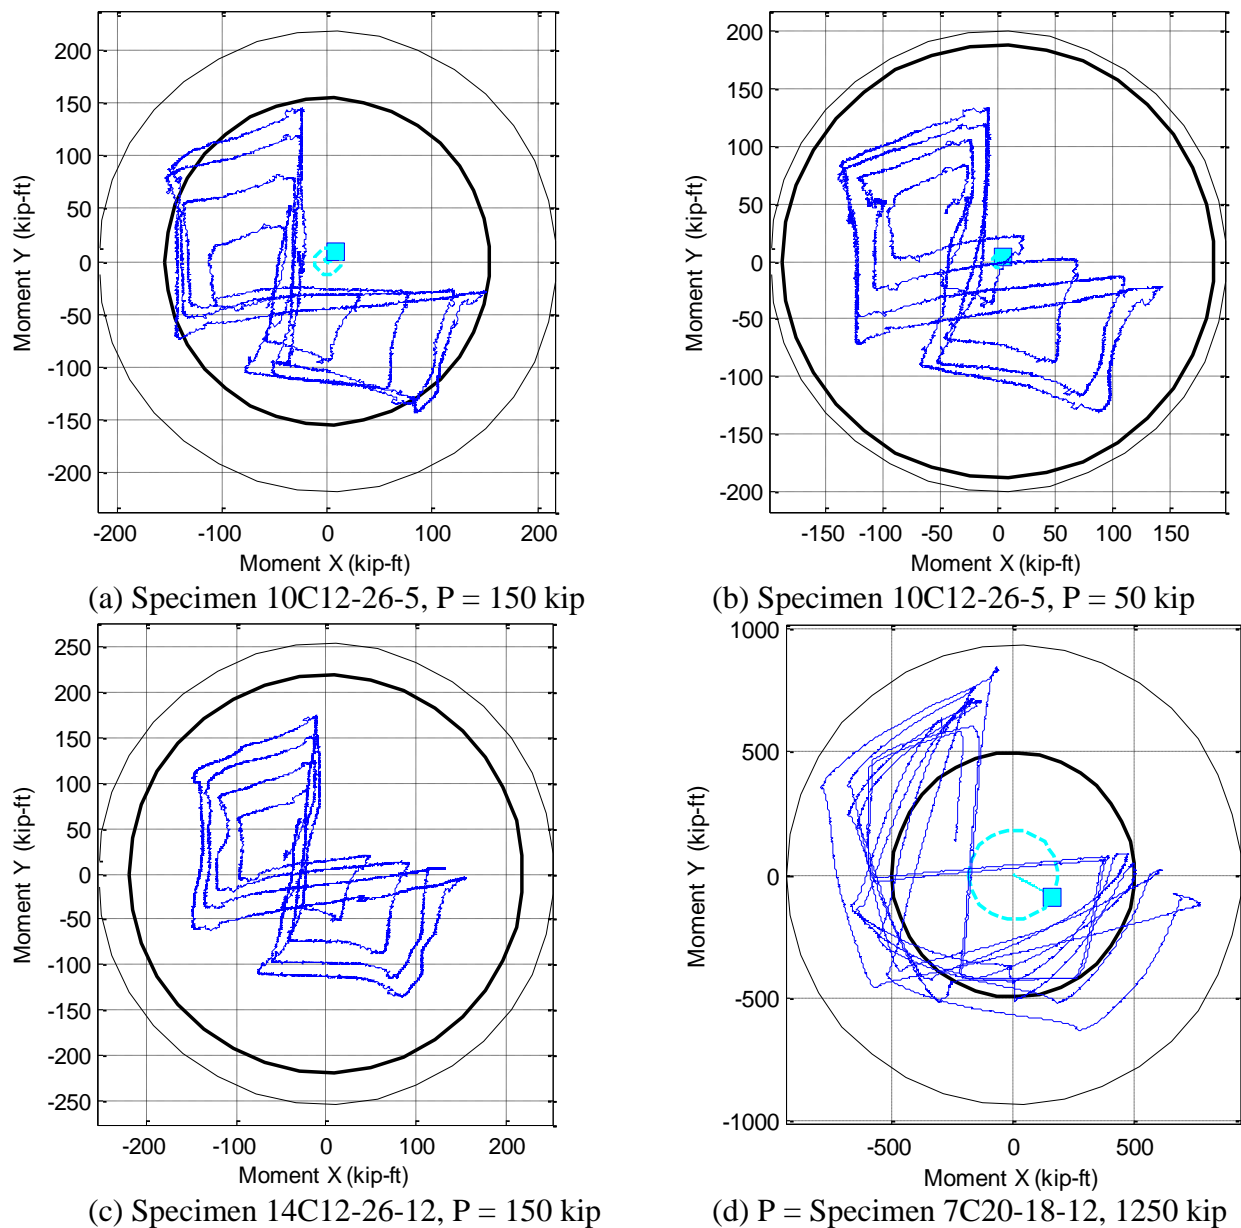 200
150
100
50
0
-50
-100
-150
-200
Moment Y (kip-ft)
-200 -100 0 100 200
Moment X (kip-ft)
(a) Specimen 10C12-26-5, P = 150 kip
200
150
100
50
0
-50
-100
-150
-200
Moment Y (kip-ft)
-150 -100 -50 0 50 100 150
Moment X (kip-ft)
(b) Specimen 10C12-26-5, P = 50 kip
250
200
150
100
50
0
-50
-100
-150
-200
-250
Moment Y (kip-ft)
-200 -100 0 100 200
Moment X (kip-ft)
(c) Specimen 14C12-26-12, P = 150 kip
1000
500
0
-500
-1000
Moment Y (kip-ft)
-500 0 500
Moment X (kip-ft)
(d) P = Specimen 7C20-18-12, 1250 kip